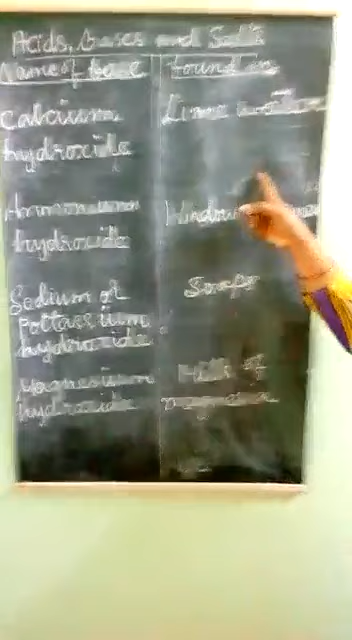 Acids, Bases and Salts
Name of base Found in
Calcium Lime water
hydroxide
Ammonium Window
hydroxide
Sodium or Soap
Pottassium
hydroxide
Magnesium Milk of
hydroxide magnesia